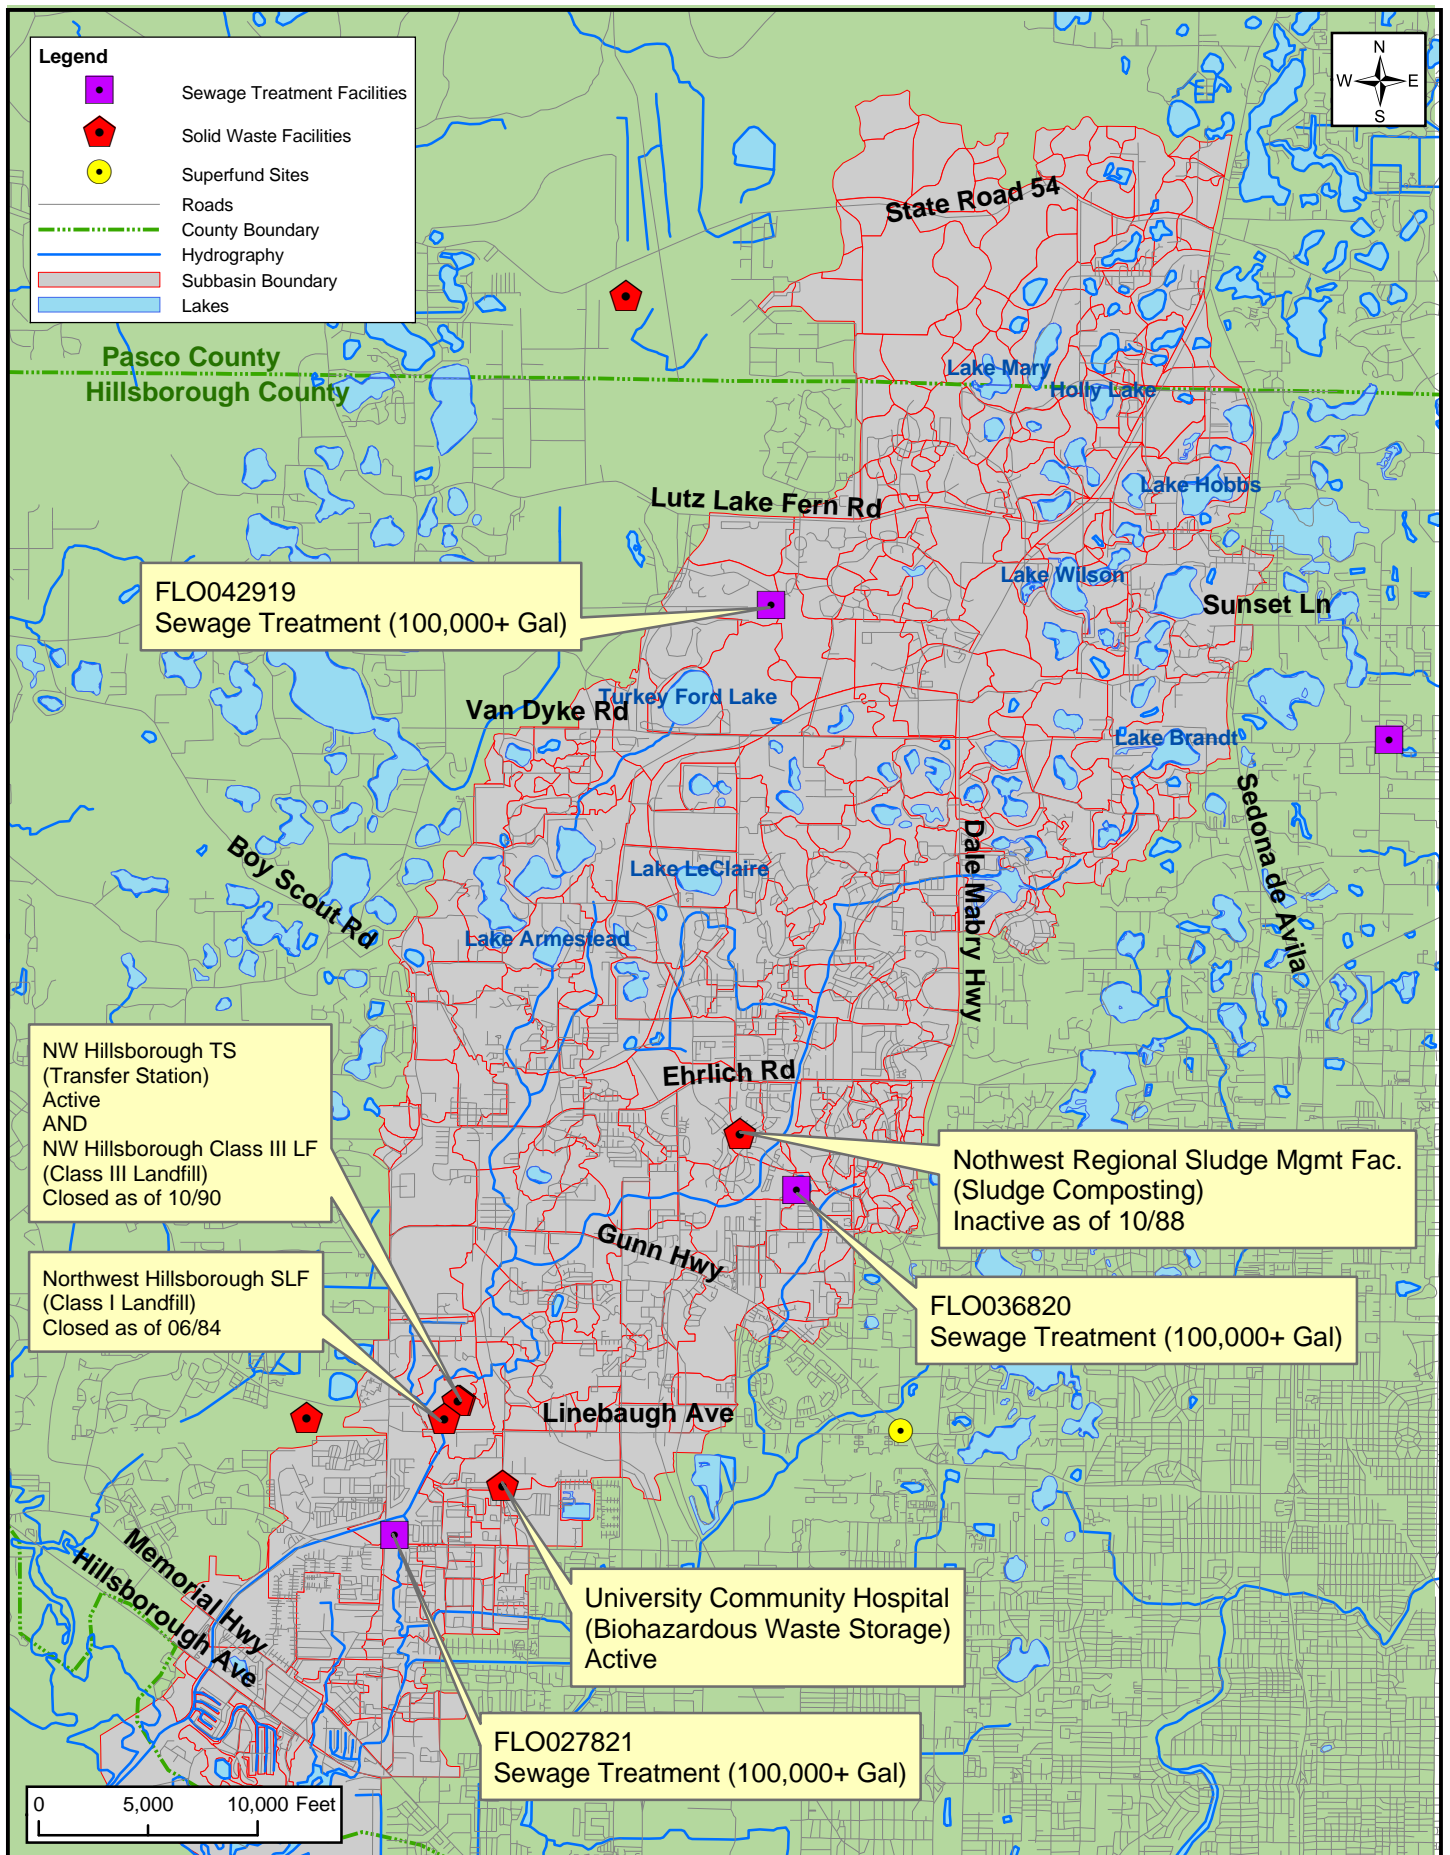 Legend
Sewage Treatment Facilities
Solid Waste Facilities
Superfund Sites
Roads
County Boundary
Hydrography
Subbasin Boundary
Lakes
N
W E
S
State Road 54
Pasco County
Hillsborough County
Lake Mary
Holly Lake
Lake Hobbs
Lutz Lake Fern Rd
FLO042919
Sewage Treatment (100,000+ Gal)
Lake Wilson
Sunset Ln
Turkey Ford Lake
Van Dyke Rd
Lake Brandt
Sedona de Avila
Boy Scout Rd
Dale Mabry Hwy
Lake LeClaire
Lake Armestead
NW Hillsborough TS
(Transfer Station)
Active
AND
NW Hillsborough Class III LF
(Class III Landfill)
Closed as of 10/90
Ehrlich Rd
Nothwest Regional Sludge Mgmt Fac.
(Sludge Composting)
Inactive as of 10/88
Gunn Hwy
Northwest Hillsborough SLF
(Class I Landfill)
Closed as of 06/84
FLO036820
Sewage Treatment (100,000+ Gal)
Linebaugh Ave
Memorial Hwy
Hillsborough Ave
University Community Hospital
(Biohazardous Waste Storage)
Active
FLO027821
Sewage Treatment (100,000+ Gal)
0 5,000 10,000 Feet